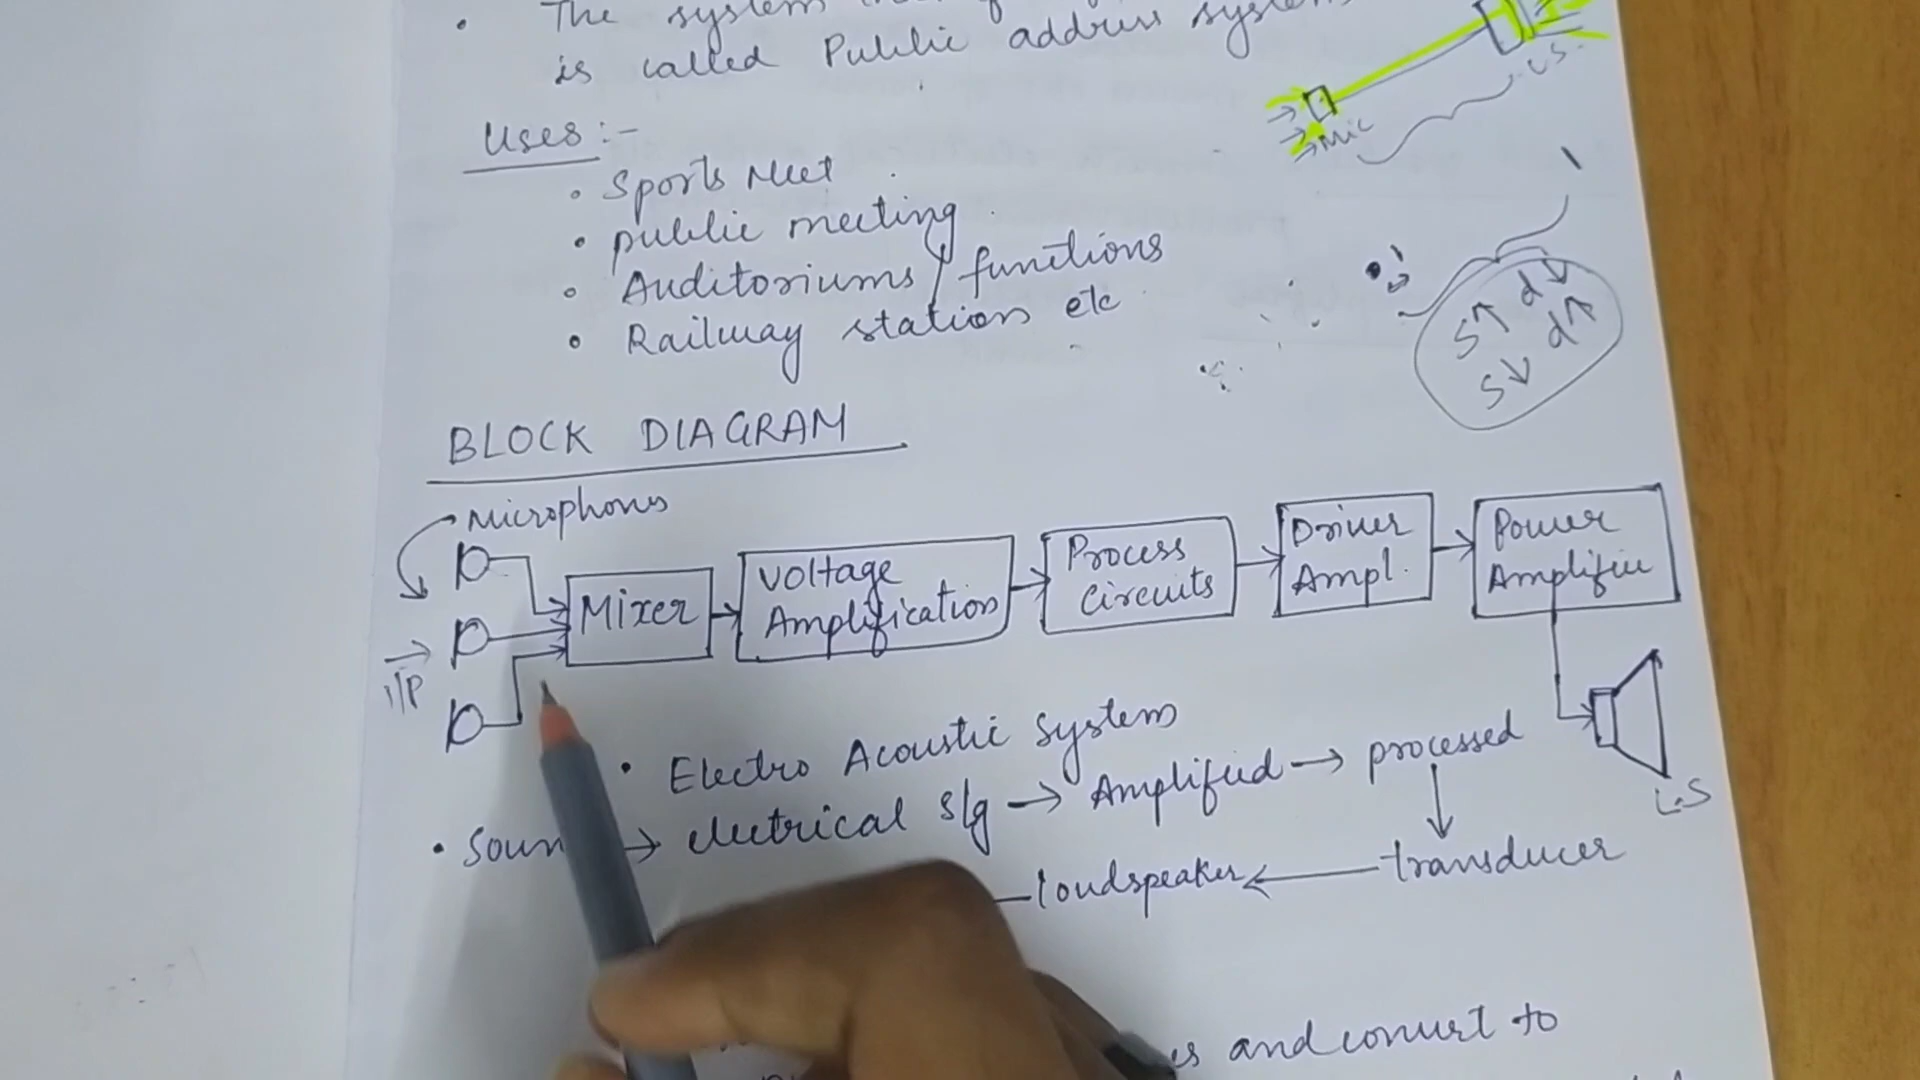 • The system
is called Public address system
Mic
L.S.
Uses :-
• Sports Meet
• public meeting
• Auditoriums / functions
• Railway station etc
S↑ d↓
S↓ d↑
BLOCK DIAGRAM
Microphones
I/P
Mixer
Voltage
Amplification
Process
Circuits
Driver
Ampl.
Power
Amplifier
L.S
• Electro Acoustic System
• Soun → electrical s/g → Amplified → processed
loudspeaker ← transducer
and convert to